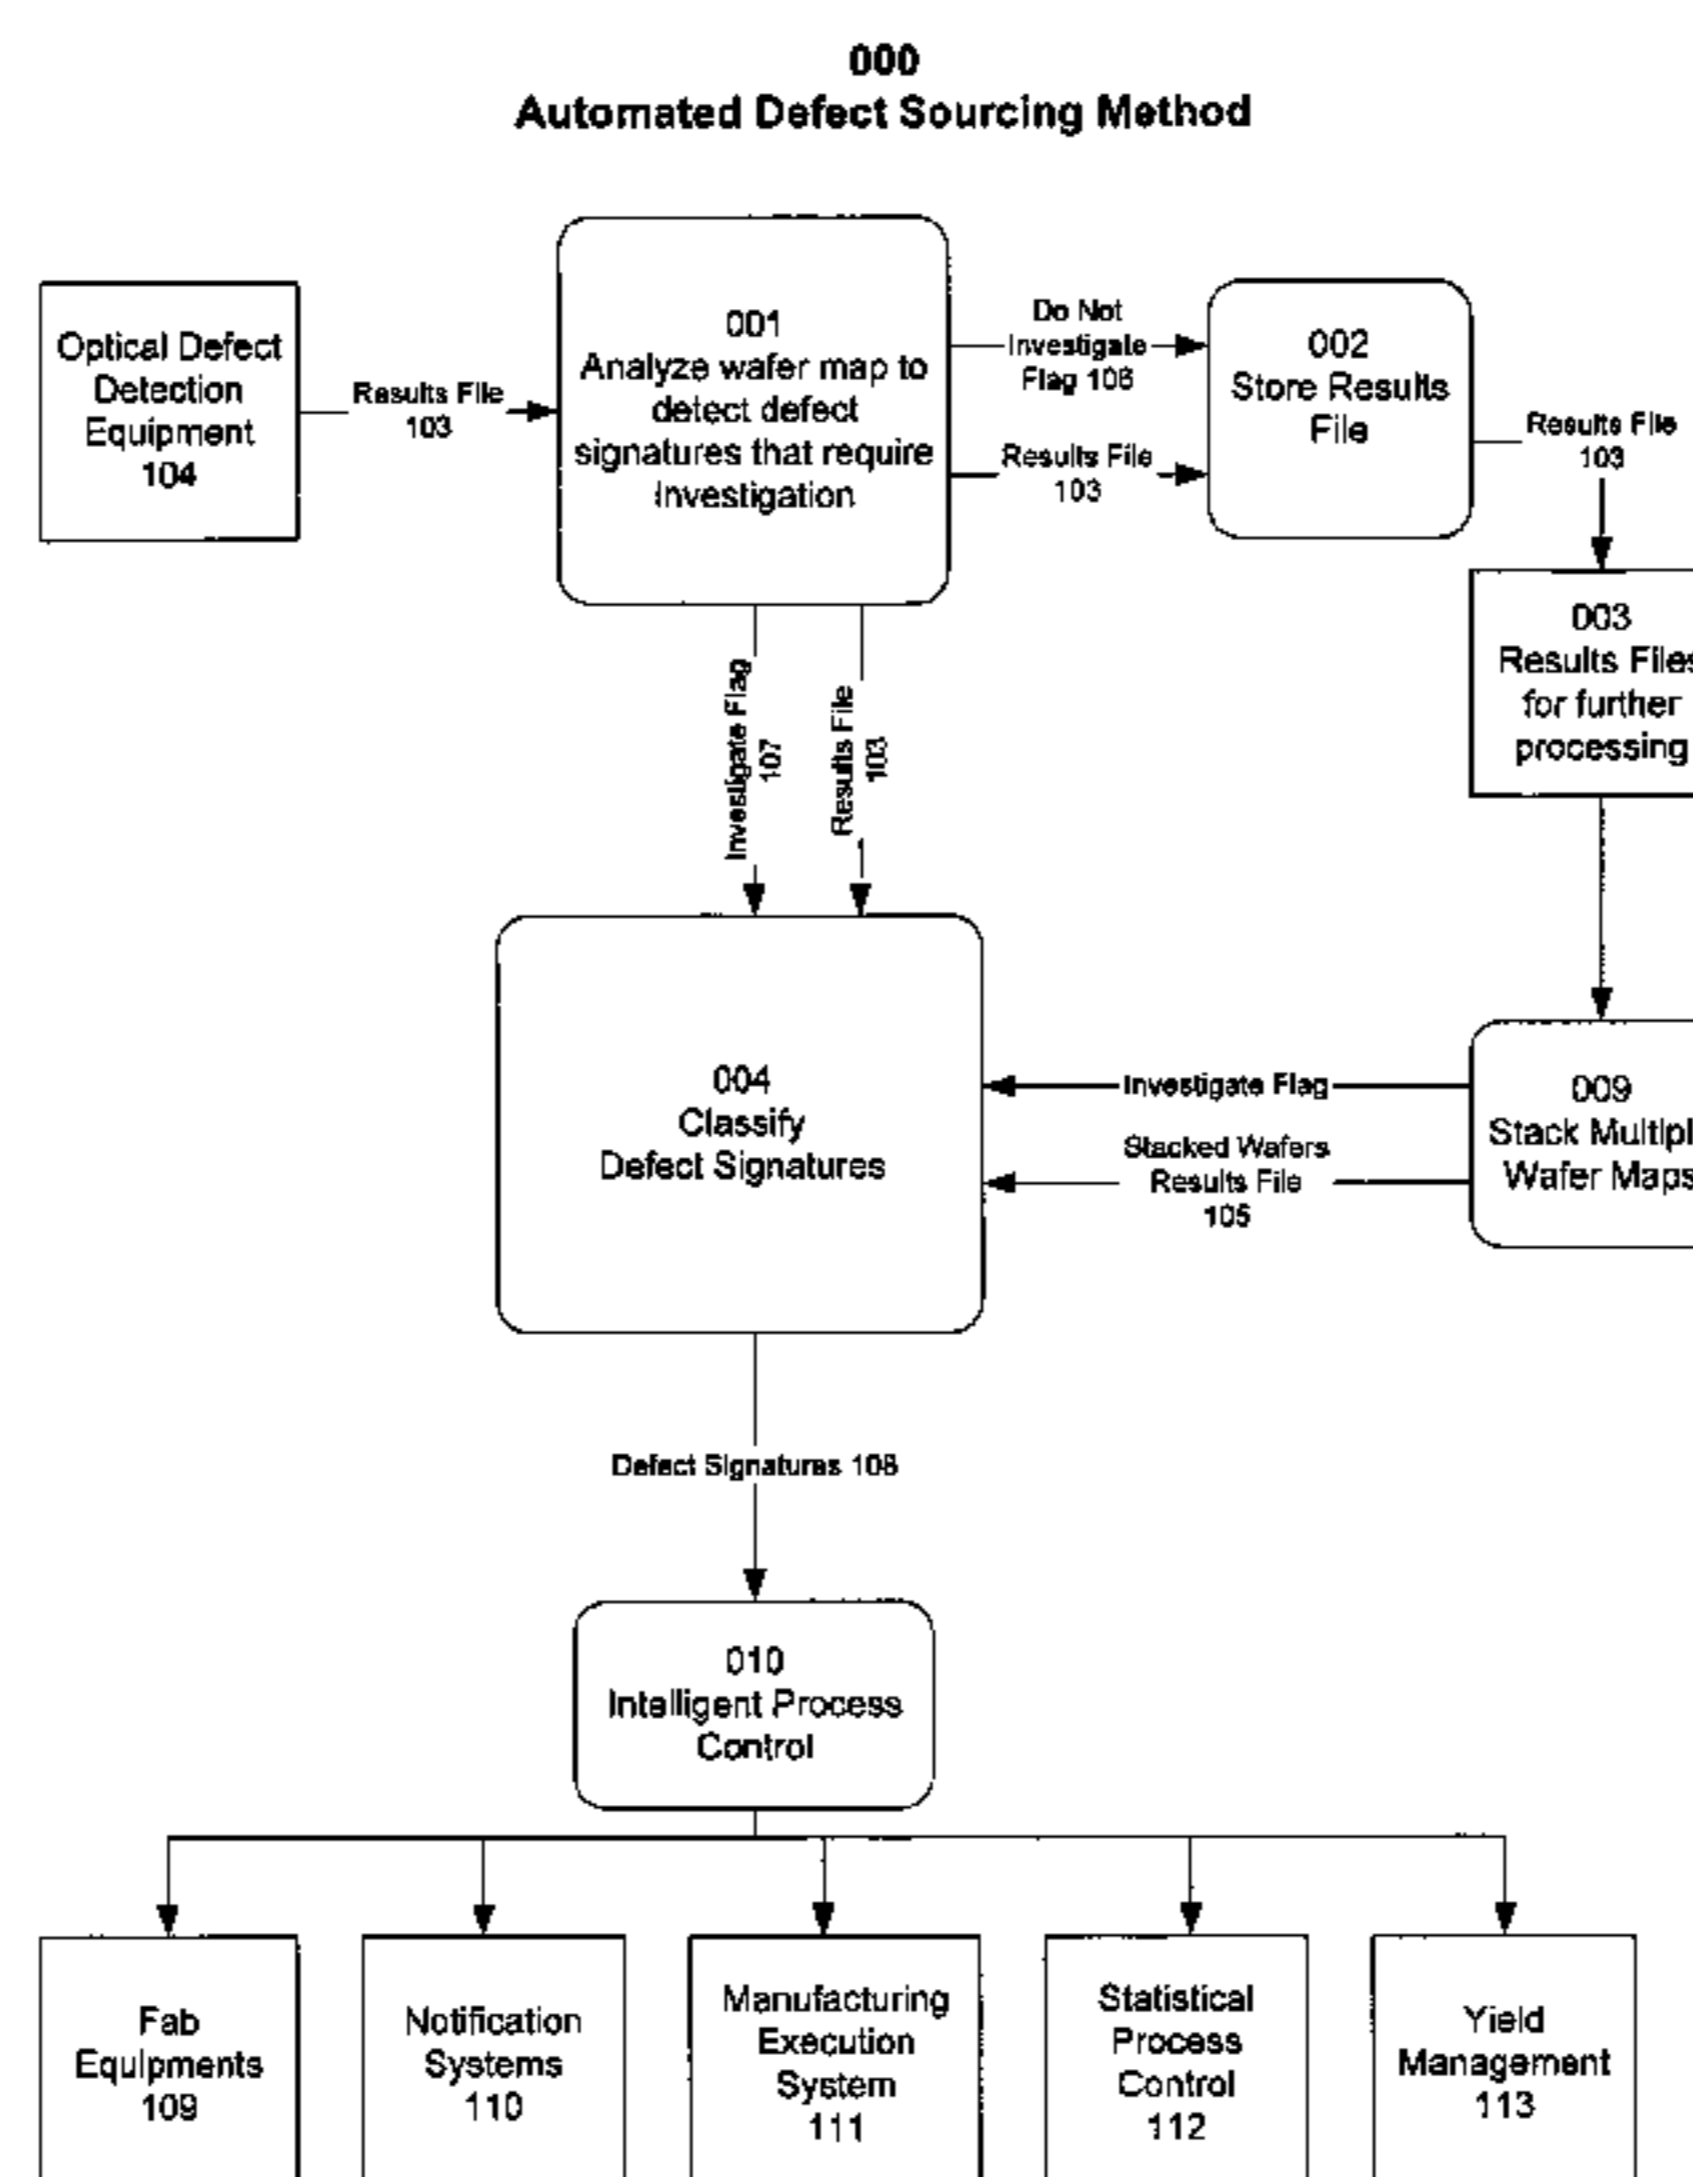 000
Automated Defect Sourcing Method
Optical Defect
Detection
Equipment
104
Results File
103
001
Analyze wafer map to
detect defect
signatures that require
Investigation
Do Not
Investigate
Flag 106
Results File
103
002
Store Results
File
Results File
103
003
Results Files
for further
processing
Investigate Flag
107
Results File
103
004
Classify
Defect Signatures
Investigate Flag
Stacked Wafers
Results File
105
009
Stack Multipl
Wafer Maps
Defect Signatures 108
010
Intelligent Process
Control
Fab
Equipments
109
Notification
Systems
110
Manufacturing
Execution
System
111
Statistical
Process
Control
112
Yield
Management
113